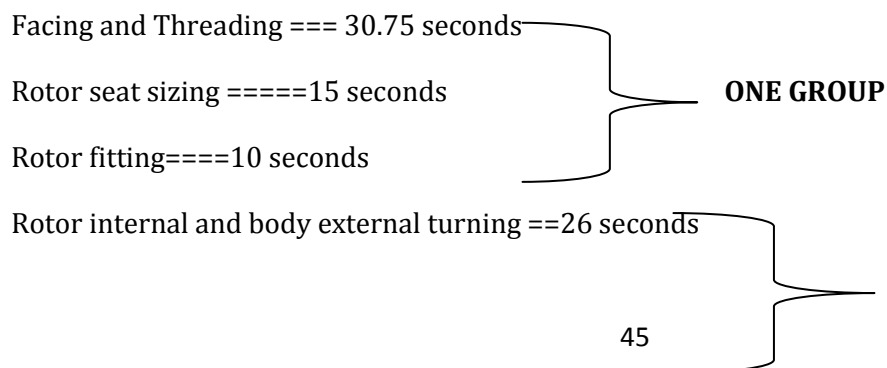 Facing and Threading === 30.75 seconds
Rotor seat sizing =====15 seconds ONE GROUP
Rotor fitting====10 seconds
Rotor internal and body external turning ==26 seconds
45